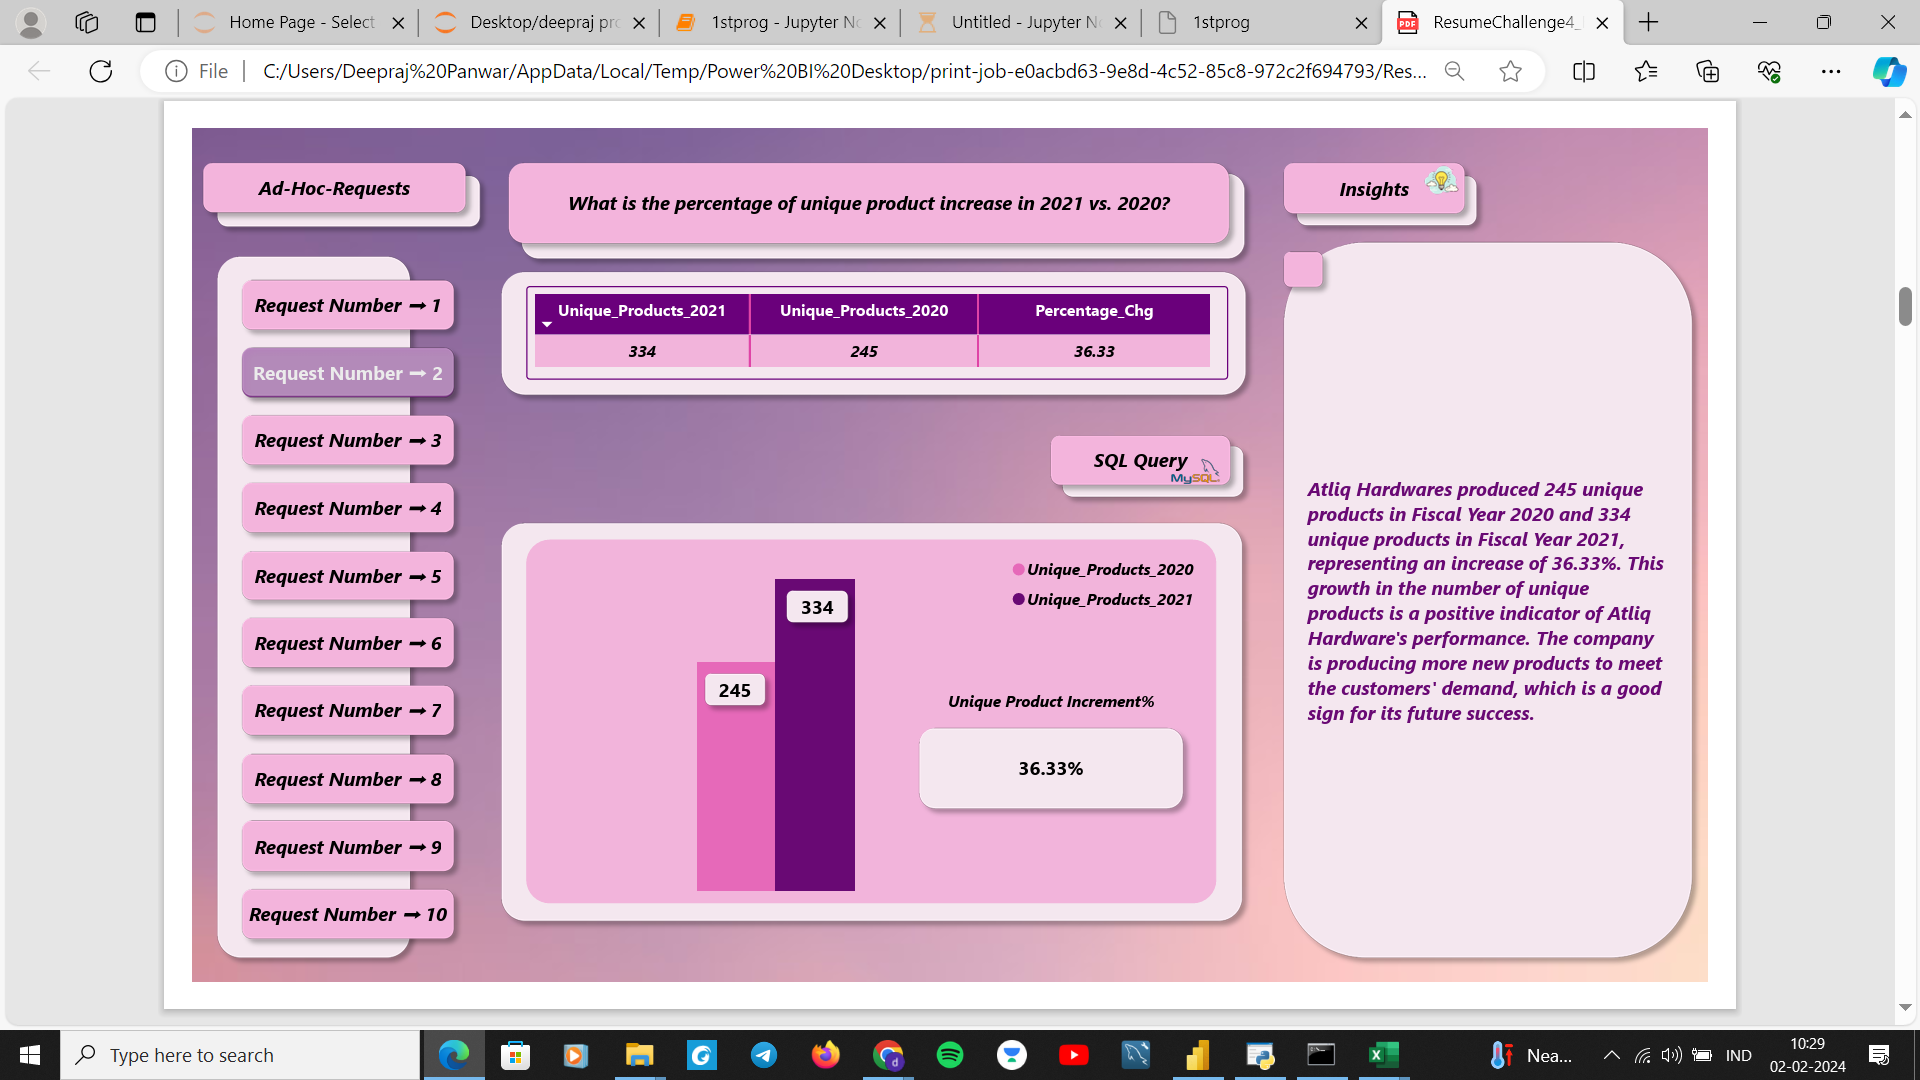 Home Page - Select
Desktop/deepraj pro
1stprog - Jupyter No
Untitled - Jupyter No
1stprog
ResumeChallenge4_
File
C:/Users/Deepraj%20Panwar/AppData/Local/Temp/Power%20BI%20Desktop/print-job-e0acbd63-9e8d-4c52-85c8-972c2f694793/Res...
Ad-Hoc-Requests
Request Number → 1
Request Number → 2
Request Number → 3
Request Number → 4
Request Number → 5
Request Number → 6
Request Number → 7
Request Number → 8
Request Number → 9
Request Number → 10
What is the percentage of unique product increase in 2021 vs. 2020?
Unique_Products_2021 Unique_Products_2020 Percentage_Chg
334 245 36.33
SQL Query
MySQL
Unique_Products_2020
Unique_Products_2021
334
245
Unique Product Increment%
36.33%
Insights
Atliq Hardwares produced 245 unique
products in Fiscal Year 2020 and 334
unique products in Fiscal Year 2021,
representing an increase of 36.33%. This
growth in the number of unique
products is a positive indicator of Atliq
Hardware's performance. The company
is producing more new products to meet
the customers' demand, which is a good
sign for its future success.
Type here to search
Nea...
IND
10:29
02-02-2024